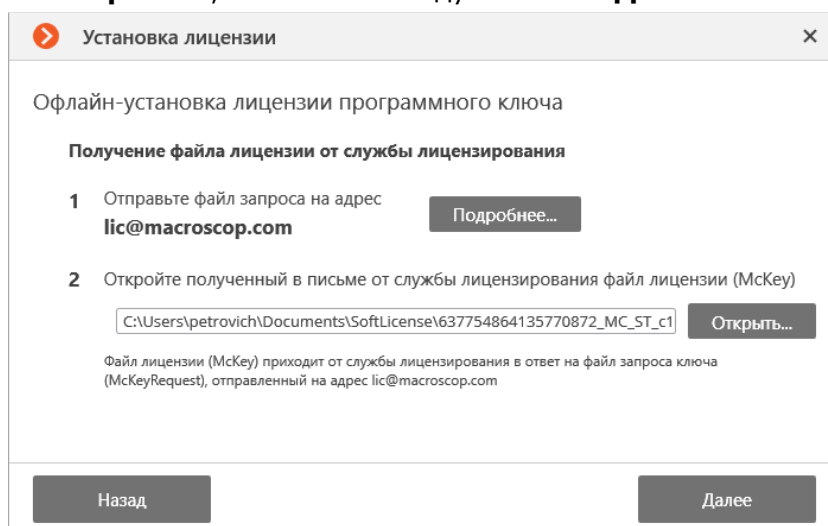 Установка лицензии
Офлайн-установка лицензии программного ключа
Получение файла лицензии от службы лицензирования
1 Отправьте файл запроса на адрес
lic@macroscop.com
Подробнее...
2 Откройте полученный в письме от службы лицензирования файл лицензии (McKey)
C:\Users\petrovich\Documents\SoftLicense\637754864135770872_MC_ST_c1
Открыть...
Файл лицензии (McKey) приходит от службы лицензирования в ответ на файл запроса ключа
(McKeyRequest), отправленный на адрес lic@macroscop.com
Назад
Далее